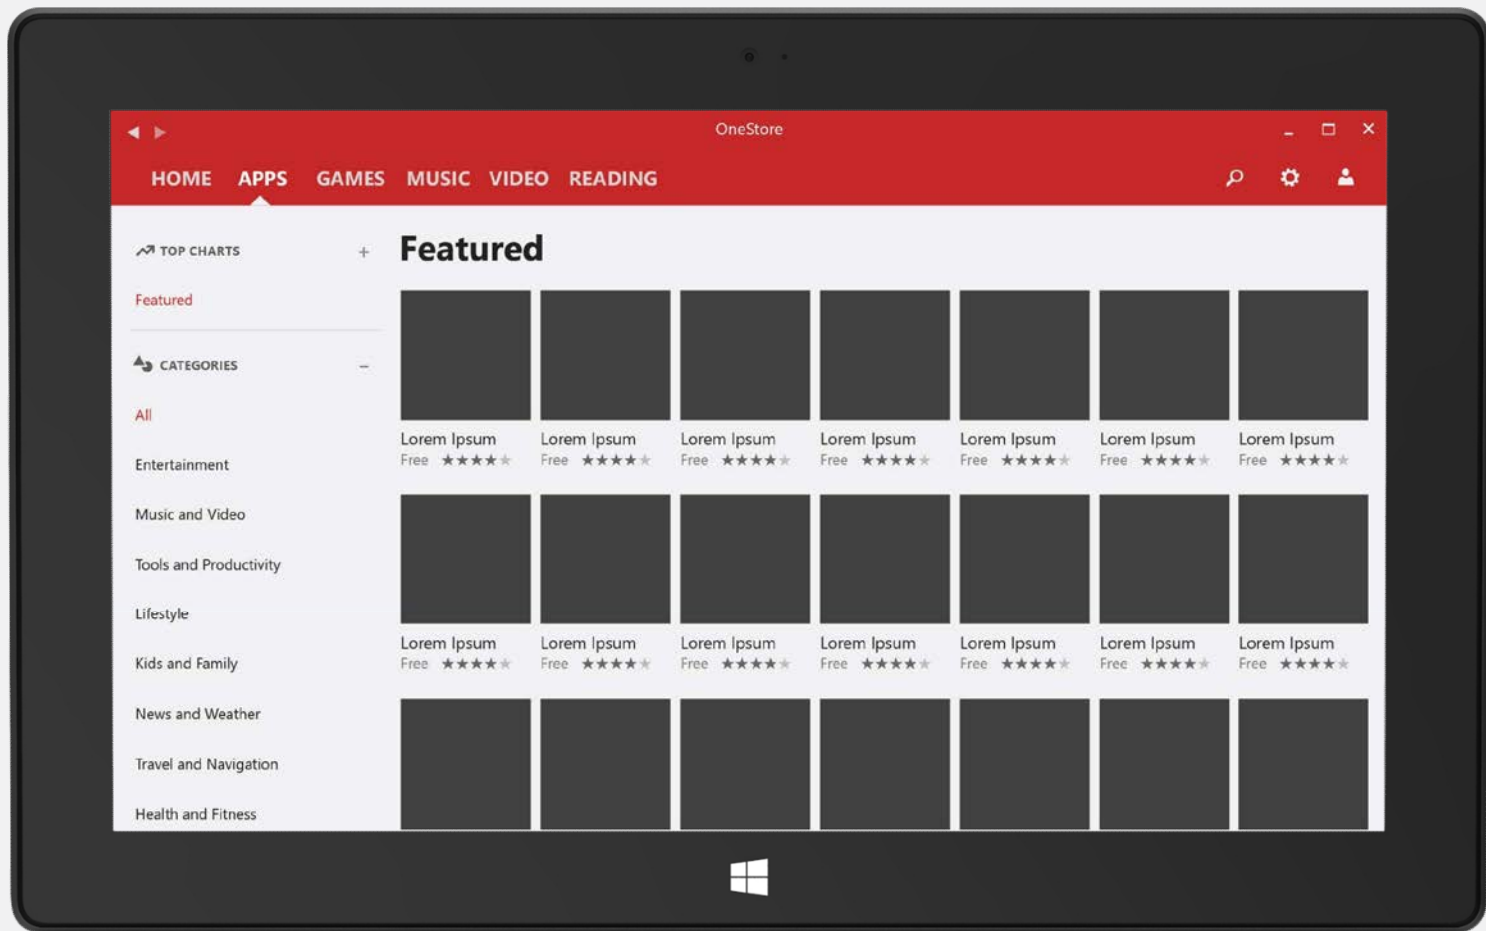 OneStore
HOME APPS GAMES MUSIC VIDEO READING
TOP CHARTS +
Featured
CATEGORIES −
All
Entertainment
Music and Video
Tools and Productivity
Lifestyle
Kids and Family
News and Weather
Travel and Navigation
Health and Fitness
Featured
Lorem Ipsum Lorem Ipsum Lorem Ipsum Lorem Ipsum Lorem Ipsum Lorem Ipsum Lorem Ipsum
Free ★★★★★ Free ★★★★★ Free ★★★★★ Free ★★★★★ Free ★★★★★ Free ★★★★★ Free ★★★★★
Lorem Ipsum Lorem Ipsum Lorem Ipsum Lorem Ipsum Lorem Ipsum Lorem Ipsum Lorem Ipsum
Free ★★★★★ Free ★★★★★ Free ★★★★★ Free ★★★★★ Free ★★★★★ Free ★★★★★ Free ★★★★★